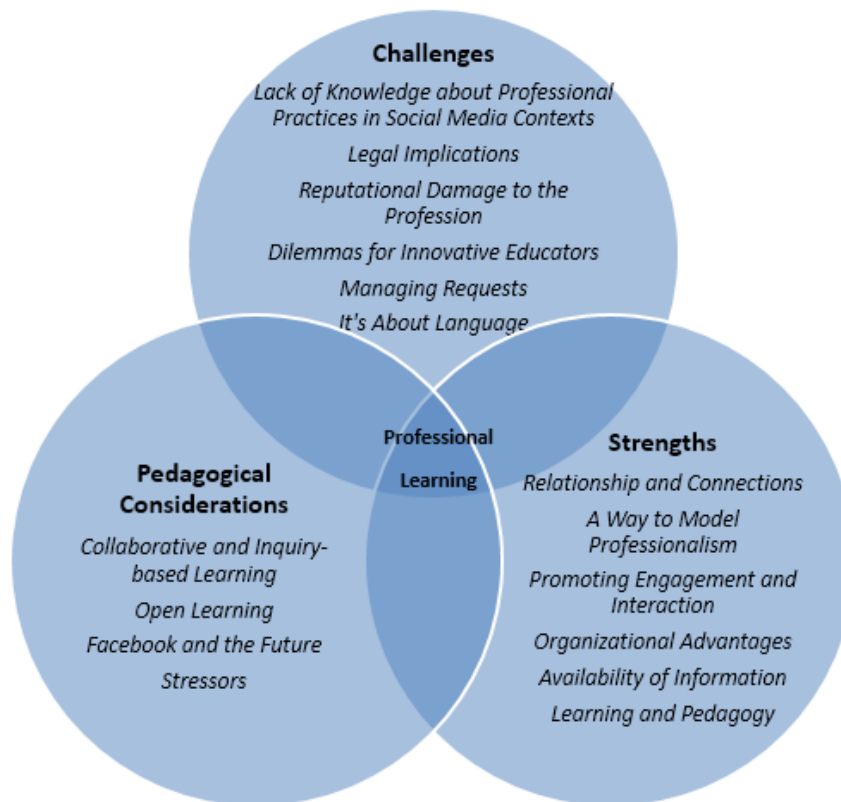 Challenges
Lack of Knowledge about Professional
Practices in Social Media Contexts
Legal Implications
Reputational Damage to the
Profession
Dilemmas for Innovative Educators
Managing Requests
It's About Language
Professional
Learning
Pedagogical
Considerations
Collaborative and Inquiry-
based Learning
Open Learning
Facebook and the Future
Stressors
Strengths
Relationship and Connections
A Way to Model
Professionalism
Promoting Engagement and
Interaction
Organizational Advantages
Availability of Information
Learning and Pedagogy